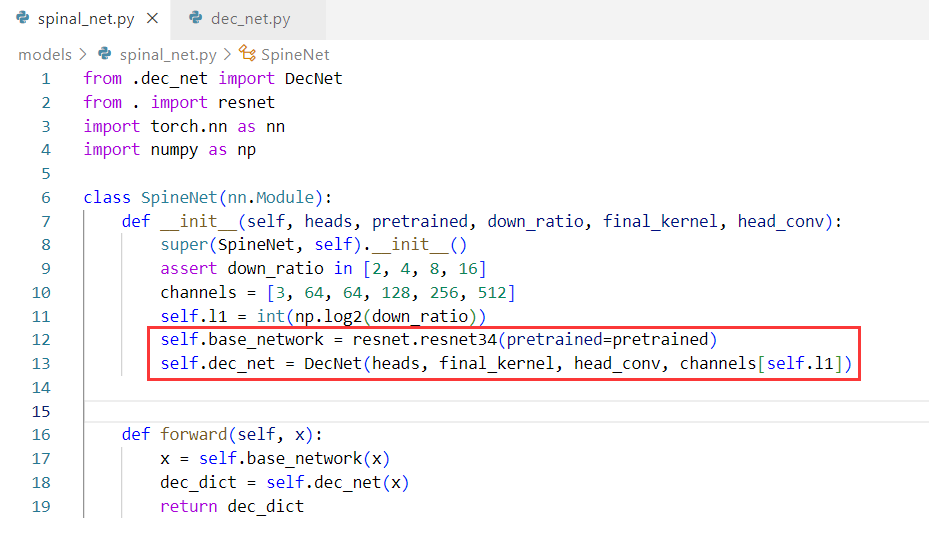 spinal_net.py ×
dec_net.py
models > spinal_net.py > SpineNet
1 from .dec_net import DecNet
2 from . import resnet
3 import torch.nn as nn
4 import numpy as np
5
6 class SpineNet(nn.Module):
7     def __init__(self, heads, pretrained, down_ratio, final_kernel, head_conv):
8         super(SpineNet, self).__init__()
9         assert down_ratio in [2, 4, 8, 16]
10         channels = [3, 64, 64, 128, 256, 512]
11         self.l1 = int(np.log2(down_ratio))
12         self.base_network = resnet.resnet34(pretrained=pretrained)
13         self.dec_net = DecNet(heads, final_kernel, head_conv, channels[self.l1])
14
15
16     def forward(self, x):
17         x = self.base_network(x)
18         dec_dict = self.dec_net(x)
19         return dec_dict